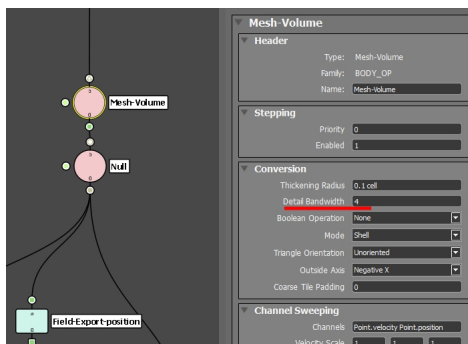 Mesh-Volume
Null
Field-Export-position
Mesh-Volume
Header
Type: Mesh-Volume
Family: BODY_OP
Name: Mesh-Volume
Stepping
Priority 0
Enabled 1
Conversion
Thickening Radius 0.1 cell
Detail Bandwidth 4
Boolean Operation None
Mode Shell
Triangle Orientation Unoriented
Outside Axis Negative X
Coarse Tile Padding 0
Channel Sweeping
Channels Point.velocity Point.position
Velocity Scale 1 1 1